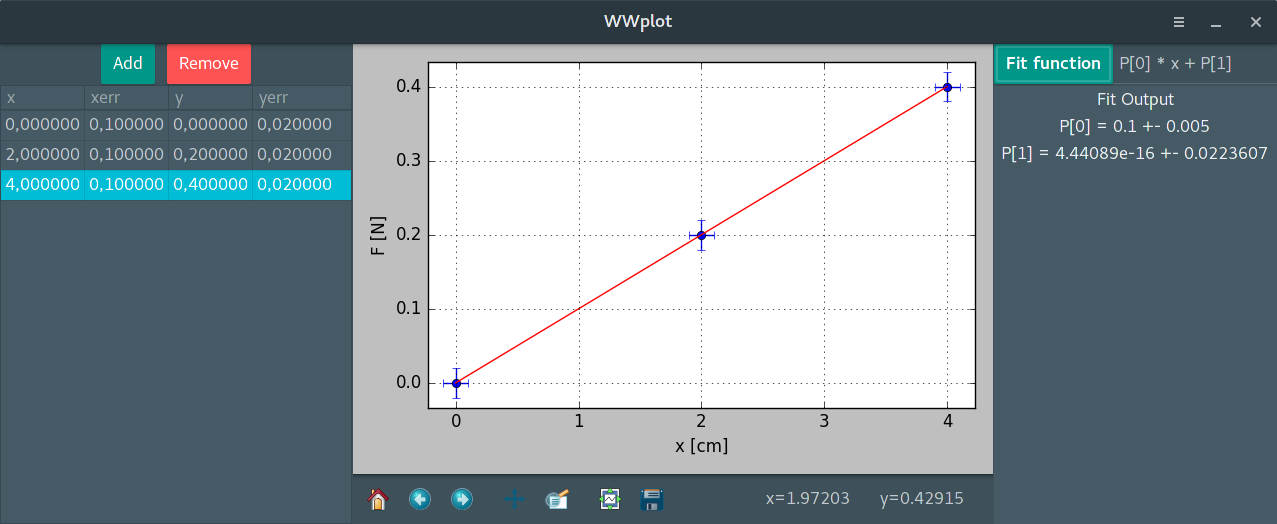 WWplot
Add Remove
x xerr y yerr
0,000000 0,100000 0,000000 0,020000
2,000000 0,100000 0,200000 0,020000
4,000000 0,100000 0,400000 0,020000
0.4
0.3
0.2
0.1
0.0
F [N]
0 1 2 3 4
x [cm]
x=1.97203 y=0.42915
Fit function P[0] * x + P[1]
Fit Output
P[0] = 0.1 +- 0.005
P[1] = 4.44089e-16 +- 0.0223607